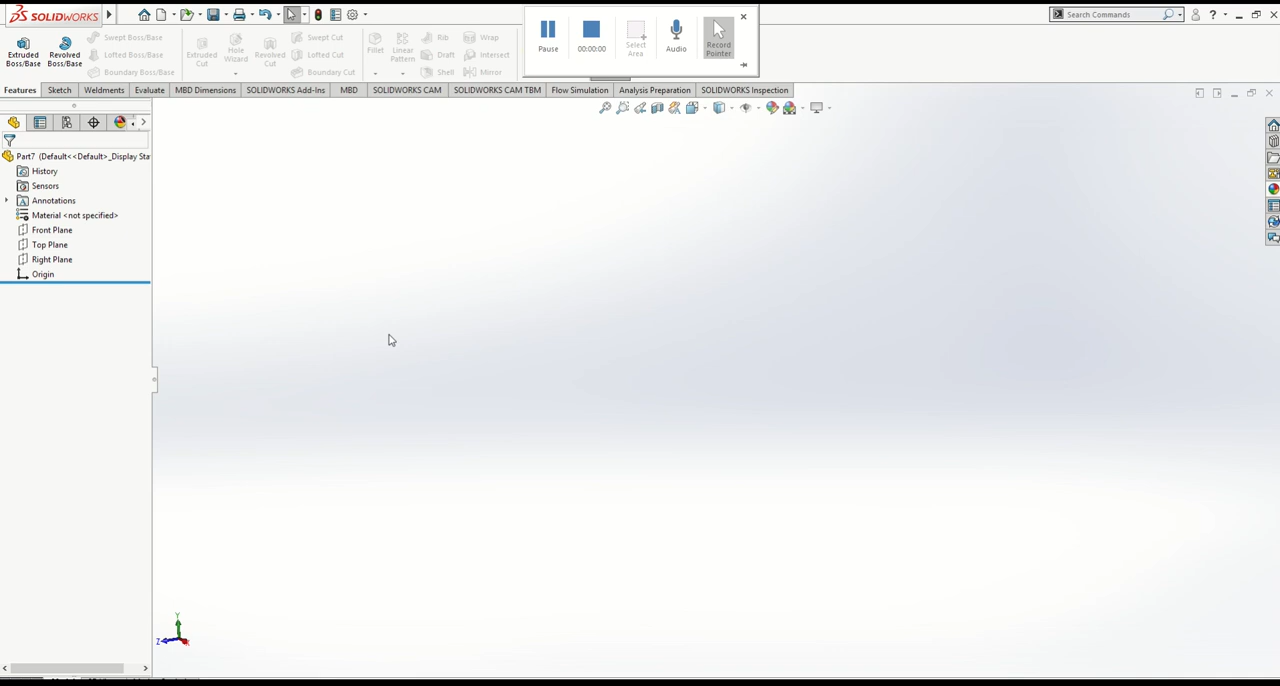 SOLIDWORKS
Search Commands
?
Pause
00:00:00
Select
Area
Audio
Record
Pointer
Extruded
Boss/Base
Revolved
Boss/Base
Swept Boss/Base
Lofted Boss/Base
Boundary Boss/Base
Extruded
Cut
Hole
Wizard
Revolved
Cut
Swept Cut
Lofted Cut
Boundary Cut
Fillet
Linear
Pattern
Rib
Draft
Shell
Wrap
Intersect
Mirror
Features Sketch Weldments Evaluate MBD Dimensions SOLIDWORKS Add-Ins MBD SOLIDWORKS CAM SOLIDWORKS CAM TBM Flow Simulation Analysis Preparation SOLIDWORKS Inspection
Part7 (Default<<Default>_Display Sta
History
Sensors
Annotations
Material <not specified>
Front Plane
Top Plane
Right Plane
Origin
Y
Z